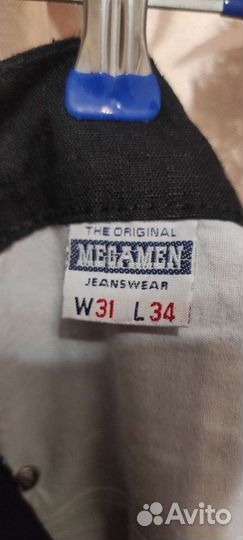 THE ORIGINAL
MEGAMEN
JEANSWEAR
W31 L34
Avito